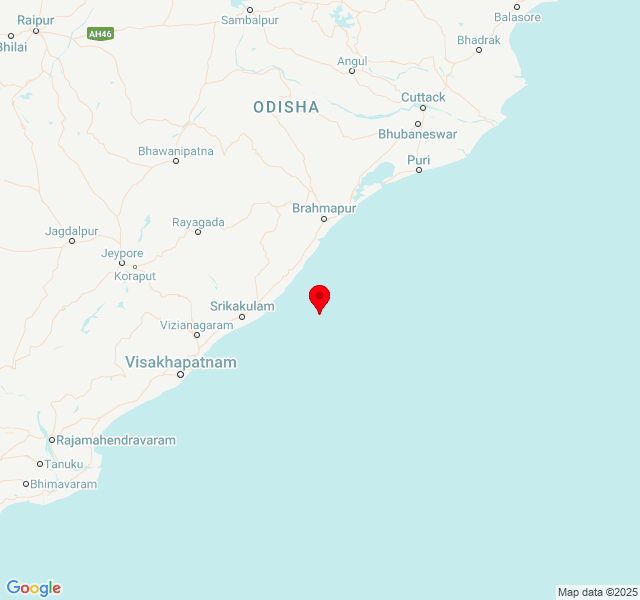 Raipur
Sambalpur
Balasore
Bhilai
AH46
Bhadrak
Angul
ODISHA
Cuttack
Bhubaneswar
Bhawanipatna
Puri
Brahmapur
Rayagada
Jagdalpur
Jeypore
Koraput
Srikakulam
Vizianagaram
Visakhapatnam
Rajamahendravaram
Tanuku
Bhimavaram
Google
Map data ©2025